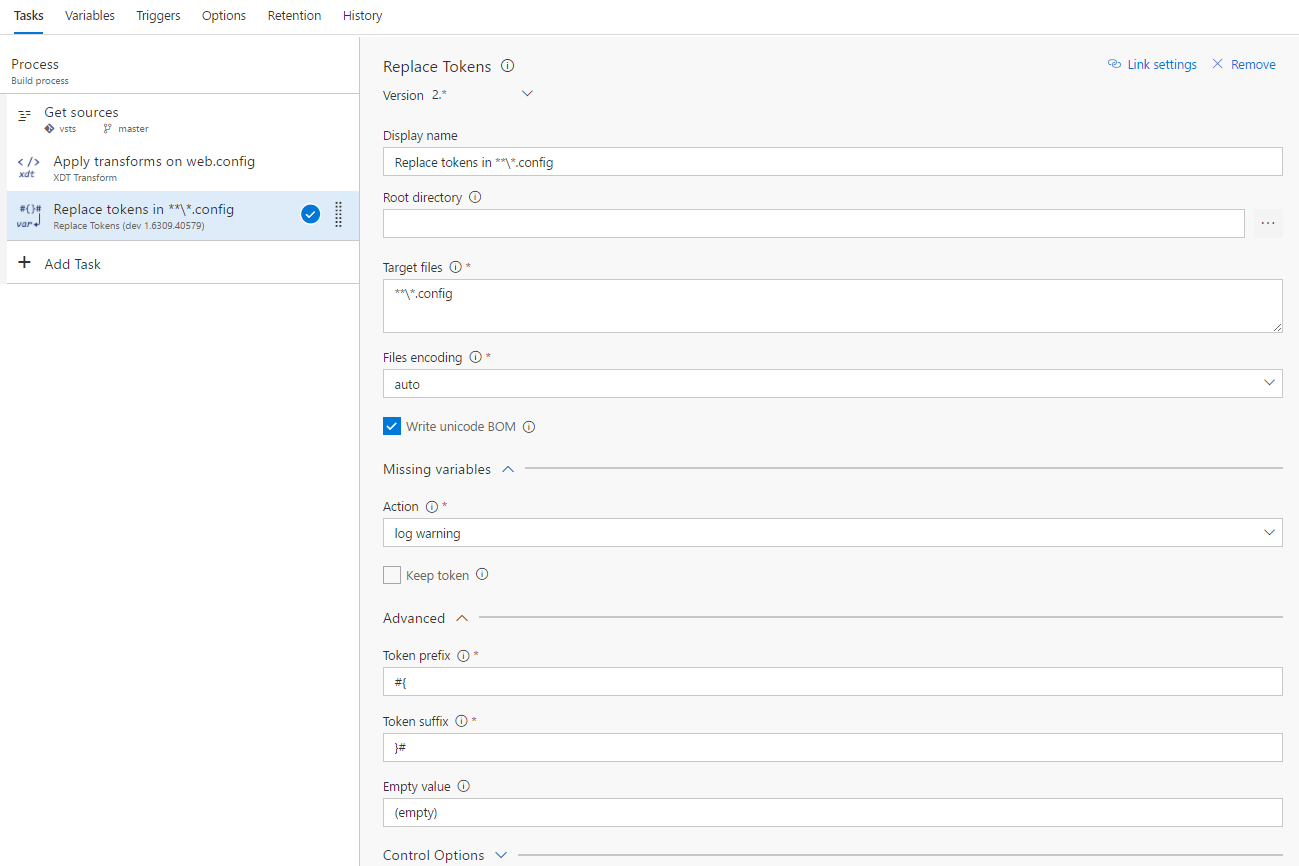 Tasks Variables Triggers Options Retention History
Process
Build process
Get sources
vsts master
</> xdt
Apply transforms on web.config
XDT Transform
#{}# var
Replace tokens in **\*.config
Replace Tokens (dev 1.6309.40579)
+ Add Task
Replace Tokens
Link settings Remove
Version 2.*
Display name
Replace tokens in **\*.config
Root directory
...
Target files *
**\*.config
Files encoding *
auto
Write unicode BOM
Missing variables
Action *
log warning
Keep token
Advanced
Token prefix *
#{
Token suffix *
}#
Empty value
(empty)
Control Options